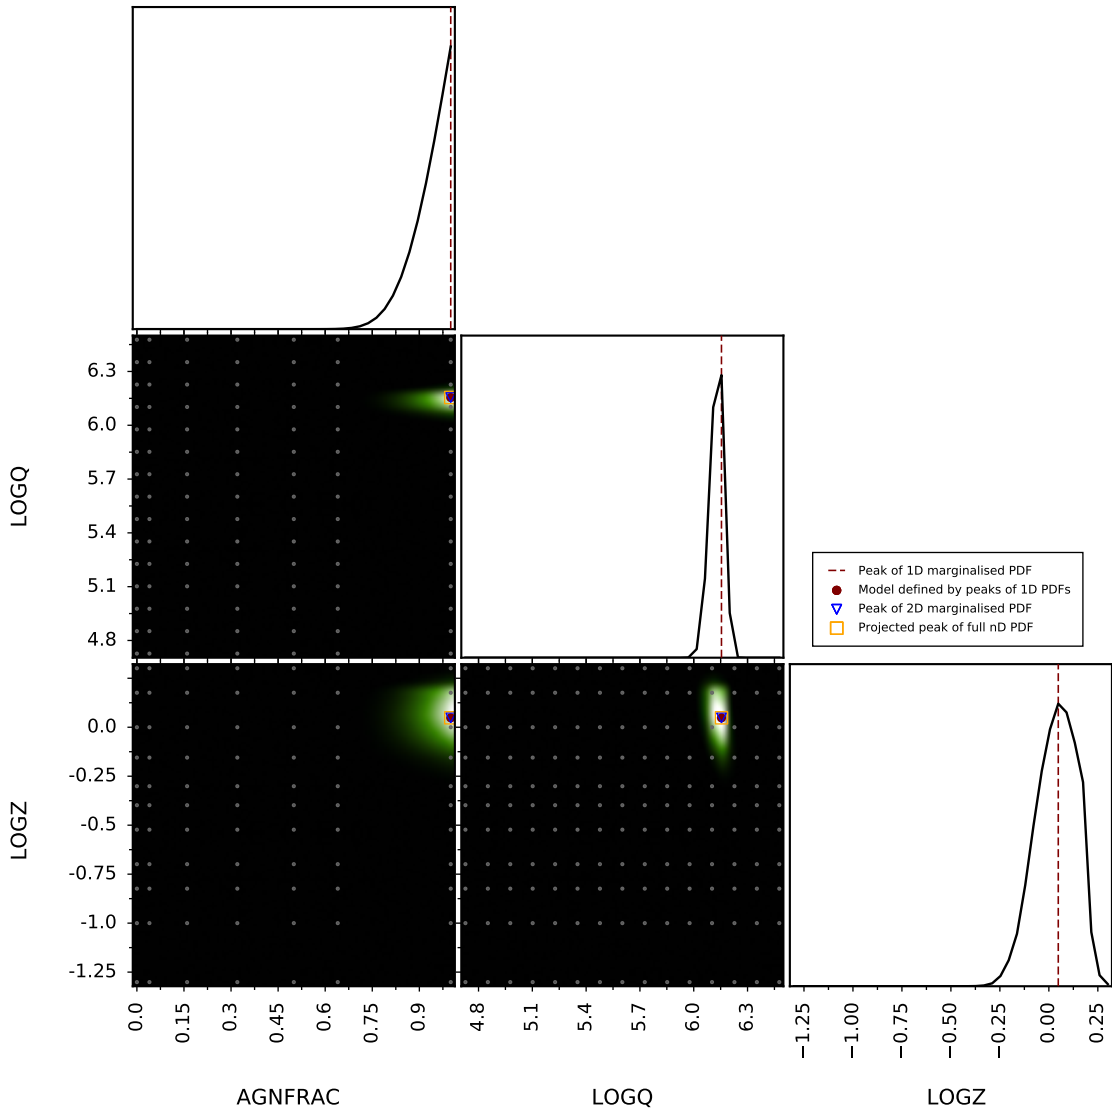 6.3
6.0
5.7
5.4
5.1
4.8
LOGQ
Peak of 1D marginalised PDF
Model defined by peaks of 1D PDFs
Peak of 2D marginalised PDF
Projected peak of full nD PDF
0.0
-0.25
-0.5
-0.75
-1.0
-1.25
LOGZ
0.0 0.15 0.3 0.45 0.6 0.75 0.9
4.8 5.1 5.4 5.7 6.0 6.3
−1.25 −1.00 −0.75 −0.50 −0.25 0.00 0.25
AGNFRAC LOGQ LOGZ